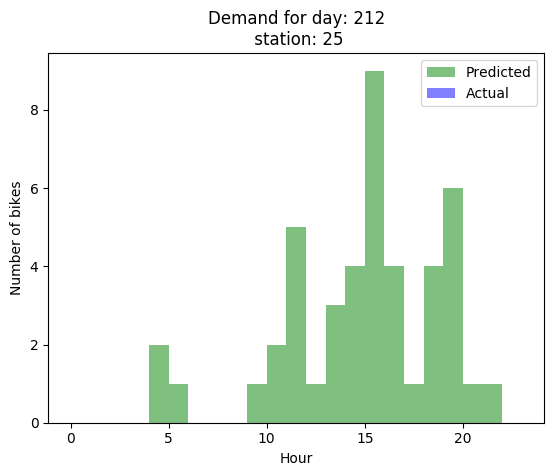 Demand for day: 212
station: 25
Predicted
Actual
Number of bikes
8
6
4
2
0
0
5
10
15
20
Hour